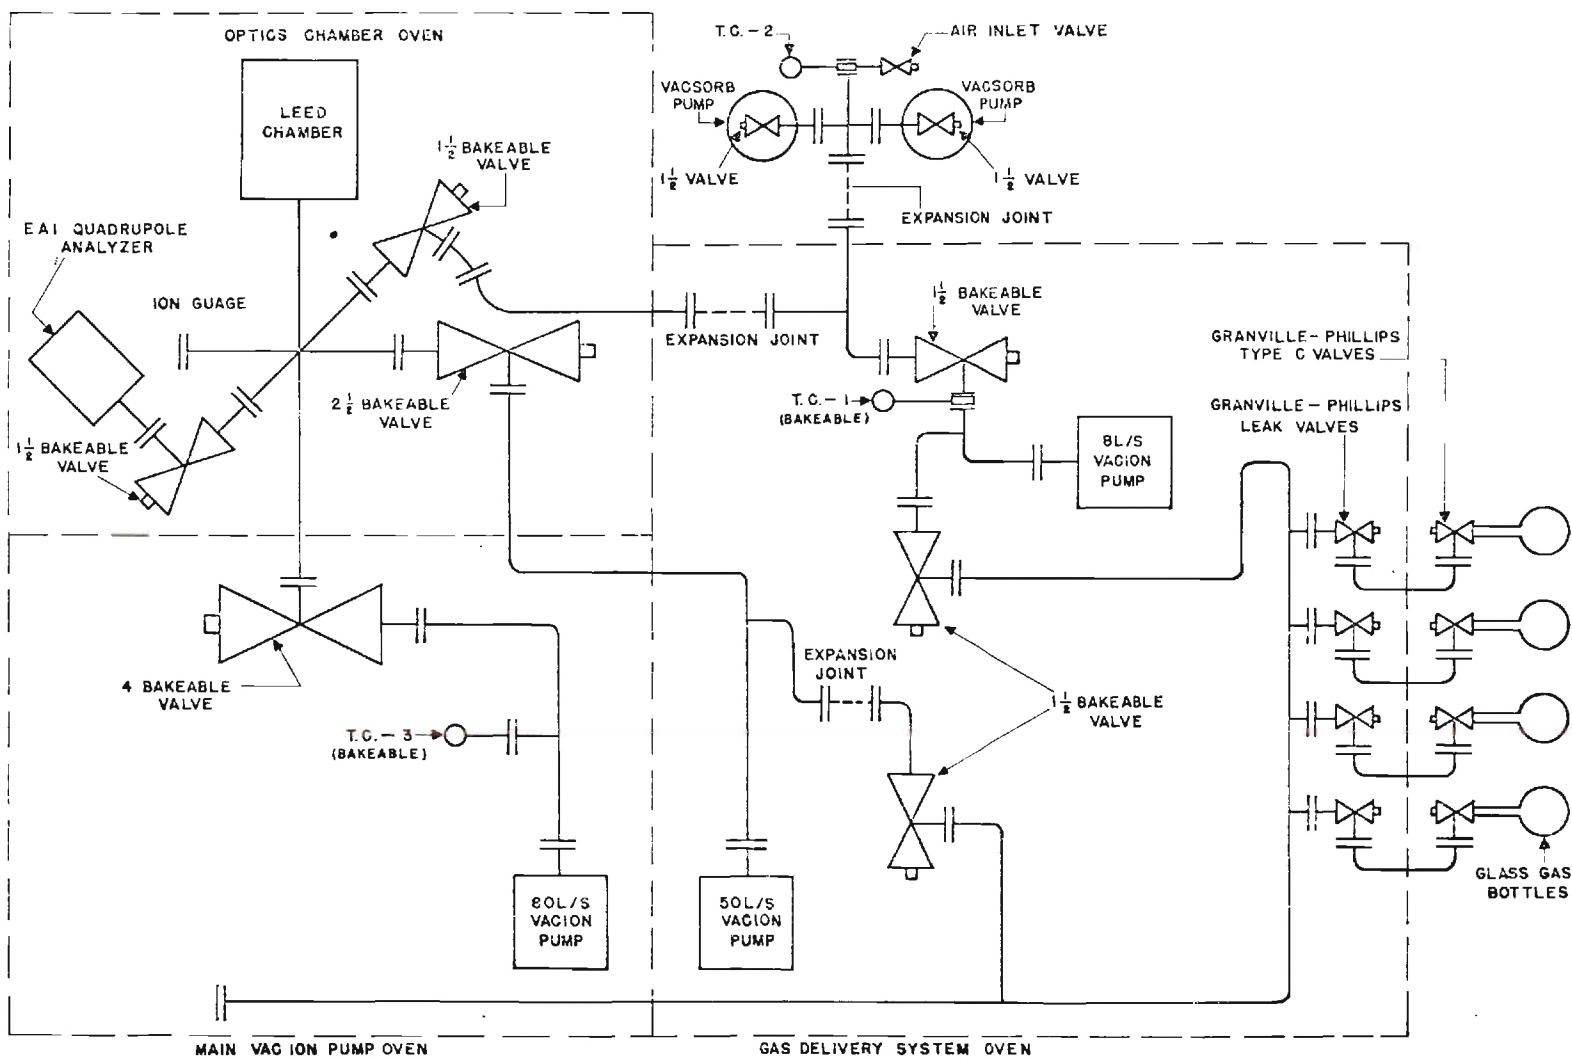 OPTICS CHAMBER OVEN
LEED
CHAMBER
1 1/2 BAKEABLE
VALVE
EAI QUADRUPOLE
ANALYZER
ION GUAGE
1 1/2 BAKEABLE
VALVE
2 1/2 BAKEABLE
VALVE
T.C.-2
AIR INLET VALVE
VACSORB
PUMP
VACSORB
PUMP
1 1/2 VALVE
1 1/2 VALVE
EXPANSION JOINT
EXPANSION JOINT
1 1/2 BAKEABLE
VALVE
T.C.-1
(BAKEABLE)
8L/S
VACION
PUMP
GRANVILLE-PHILLIPS
TYPE C VALVES
GRANVILLE-PHILLIPS
LEAK VALVES
4 BAKEABLE
VALVE
T.C.-3
(BAKEABLE)
EXPANSION
JOINT
1 1/2 BAKEABLE
VALVE
80L/S
VACION
PUMP
50L/S
VACION
PUMP
GLASS GAS
BOTTLES
MAIN VACION PUMP OVEN
GAS DELIVERY SYSTEM OVEN